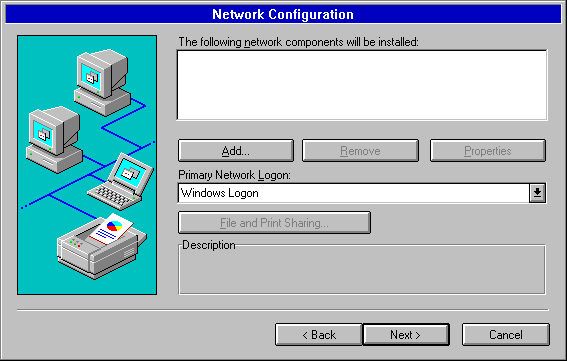 Network Configuration
The following network components will be installed:
Add...
Remove
Properties
Primary Network Logon:
Windows Logon
File and Print Sharing...
Description
< Back
Next >
Cancel